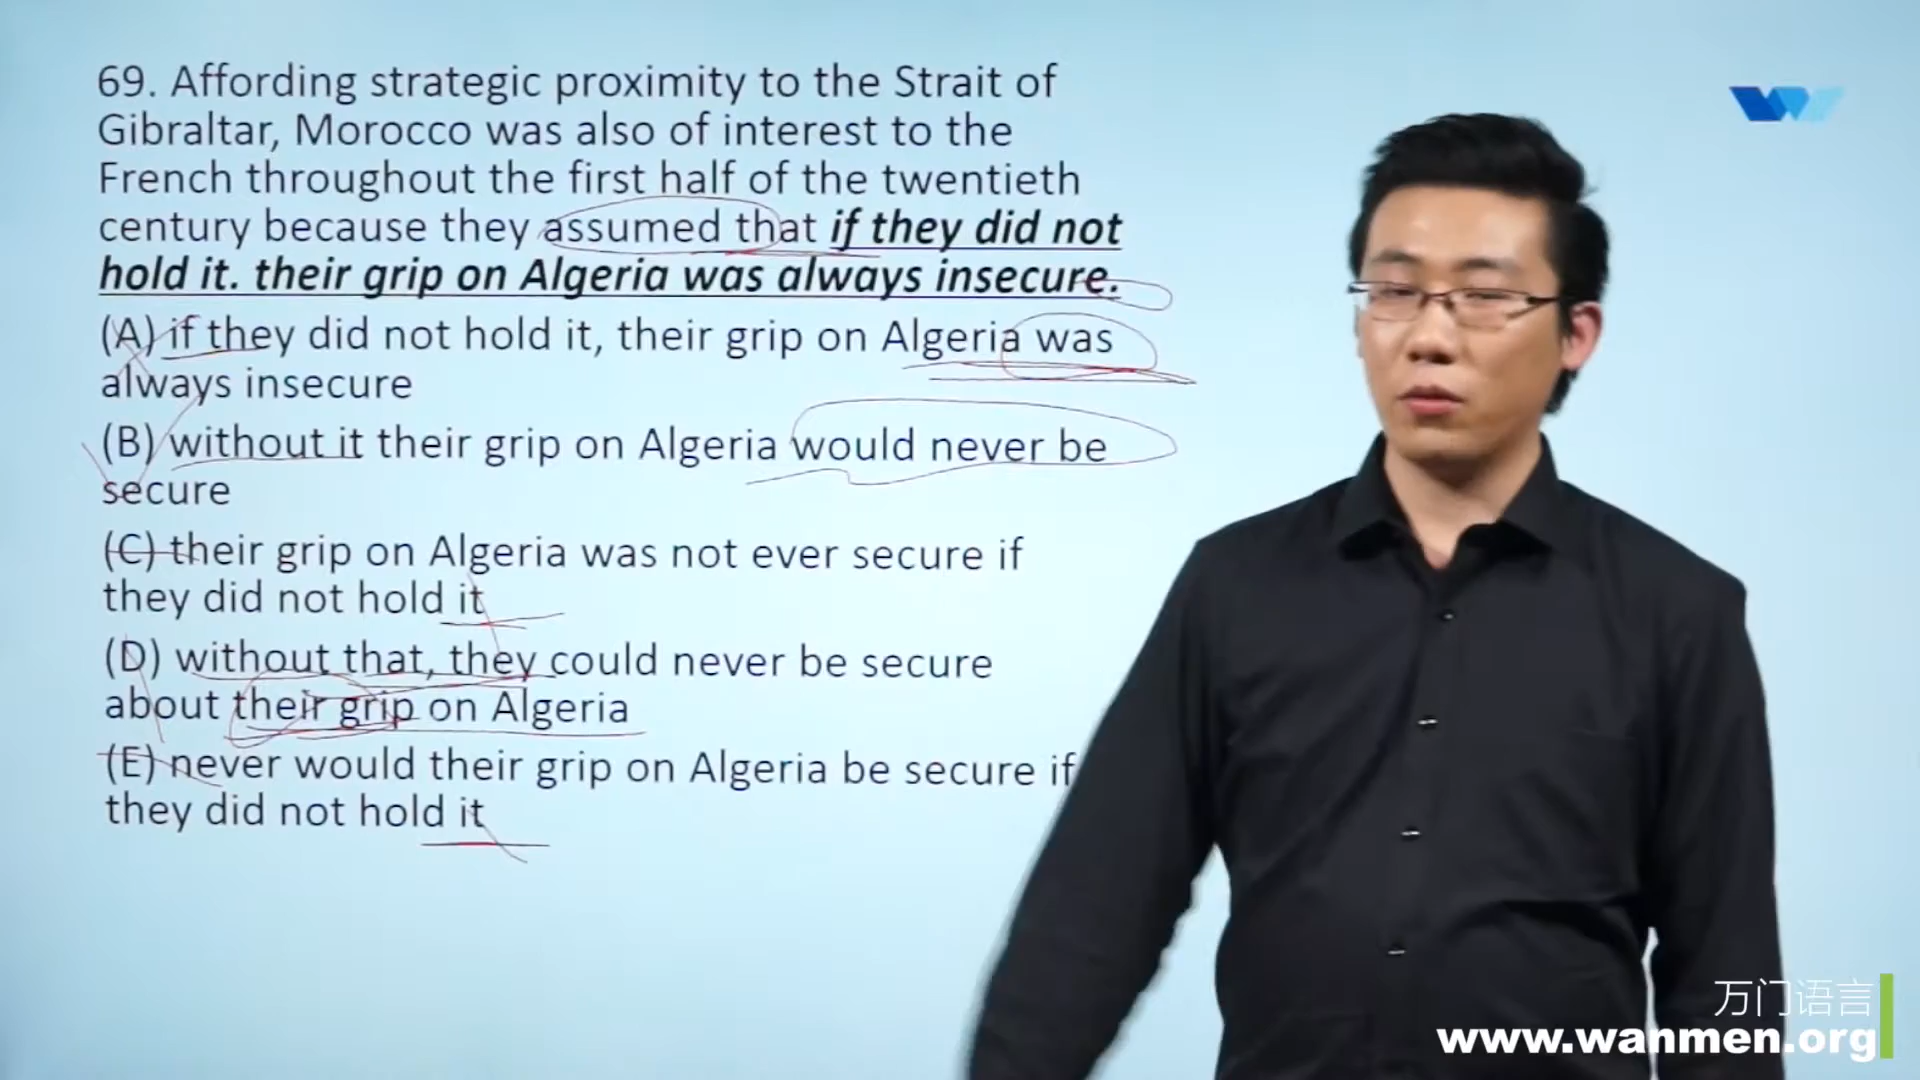 69. Affording strategic proximity to the Strait of
Gibraltar, Morocco was also of interest to the
French throughout the first half of the twentieth
century because they assumed that if they did not
hold it. their grip on Algeria was always insecure.
(A) if they did not hold it, their grip on Algeria was
always insecure
(B) without it their grip on Algeria would never be
secure
(C) their grip on Algeria was not ever secure if
they did not hold it
(D) without that, they could never be secure
about their grip on Algeria
(E) never would their grip on Algeria be secure if
they did not hold it
万门语言
www.wanmen.org